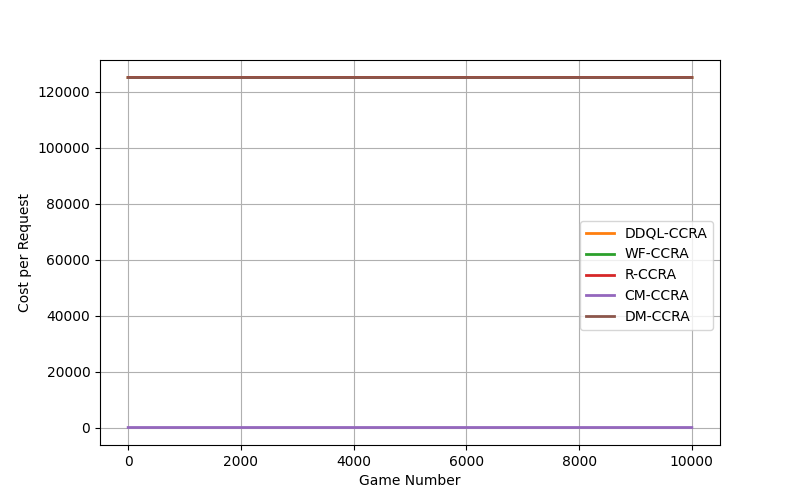 120000
100000
80000
60000
40000
20000
0
Cost per Request
DDQL-CCRA
WF-CCRA
R-CCRA
CM-CCRA
DM-CCRA
0 2000 4000 6000 8000 10000
Game Number